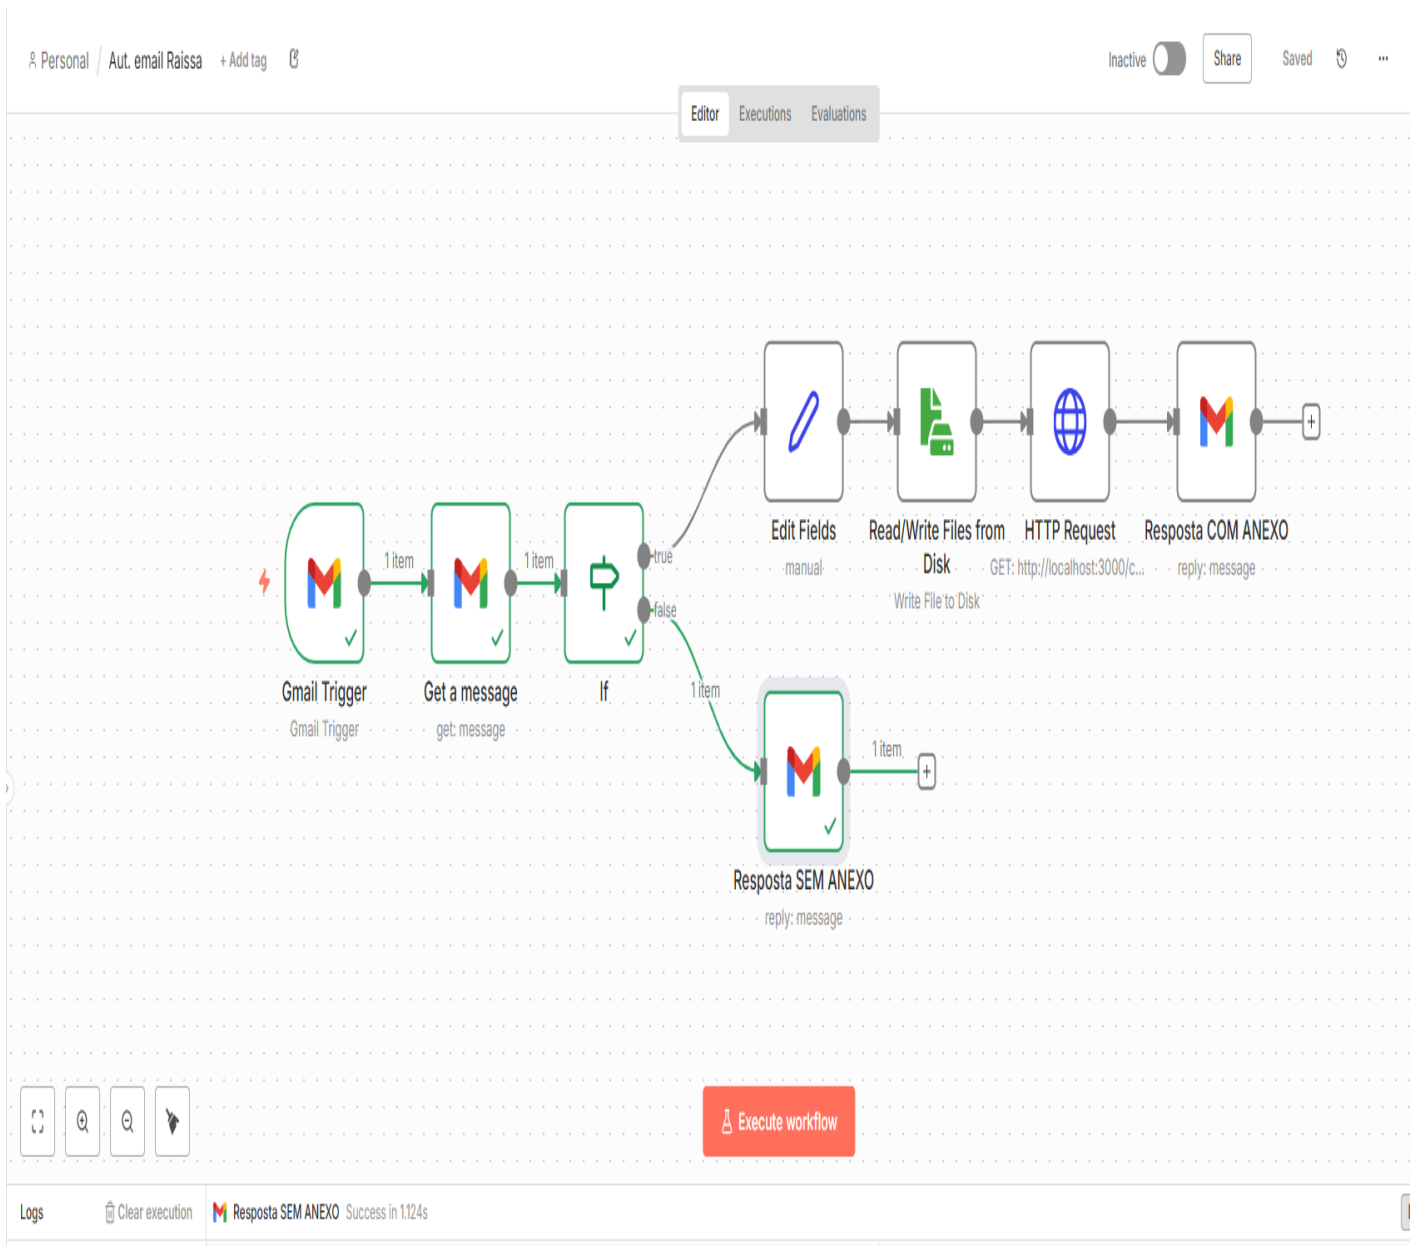 Personal / Aut. email Raissa + Add tag
Inactive Share Saved ...
Editor Executions Evaluations
Edit Fields
manual
Read/Write Files from
Disk
Write File to Disk
HTTP Request
GET: http://localhost:3000/c...
Resposta COM ANEXO
reply: message
1 item
1 item
true
false
Gmail Trigger
Gmail Trigger
Get a message
get: message
If
1 item
1 item
Resposta SEM ANEXO
reply: message
Execute workflow
Logs Clear execution Resposta SEM ANEXO Success in 1.124s